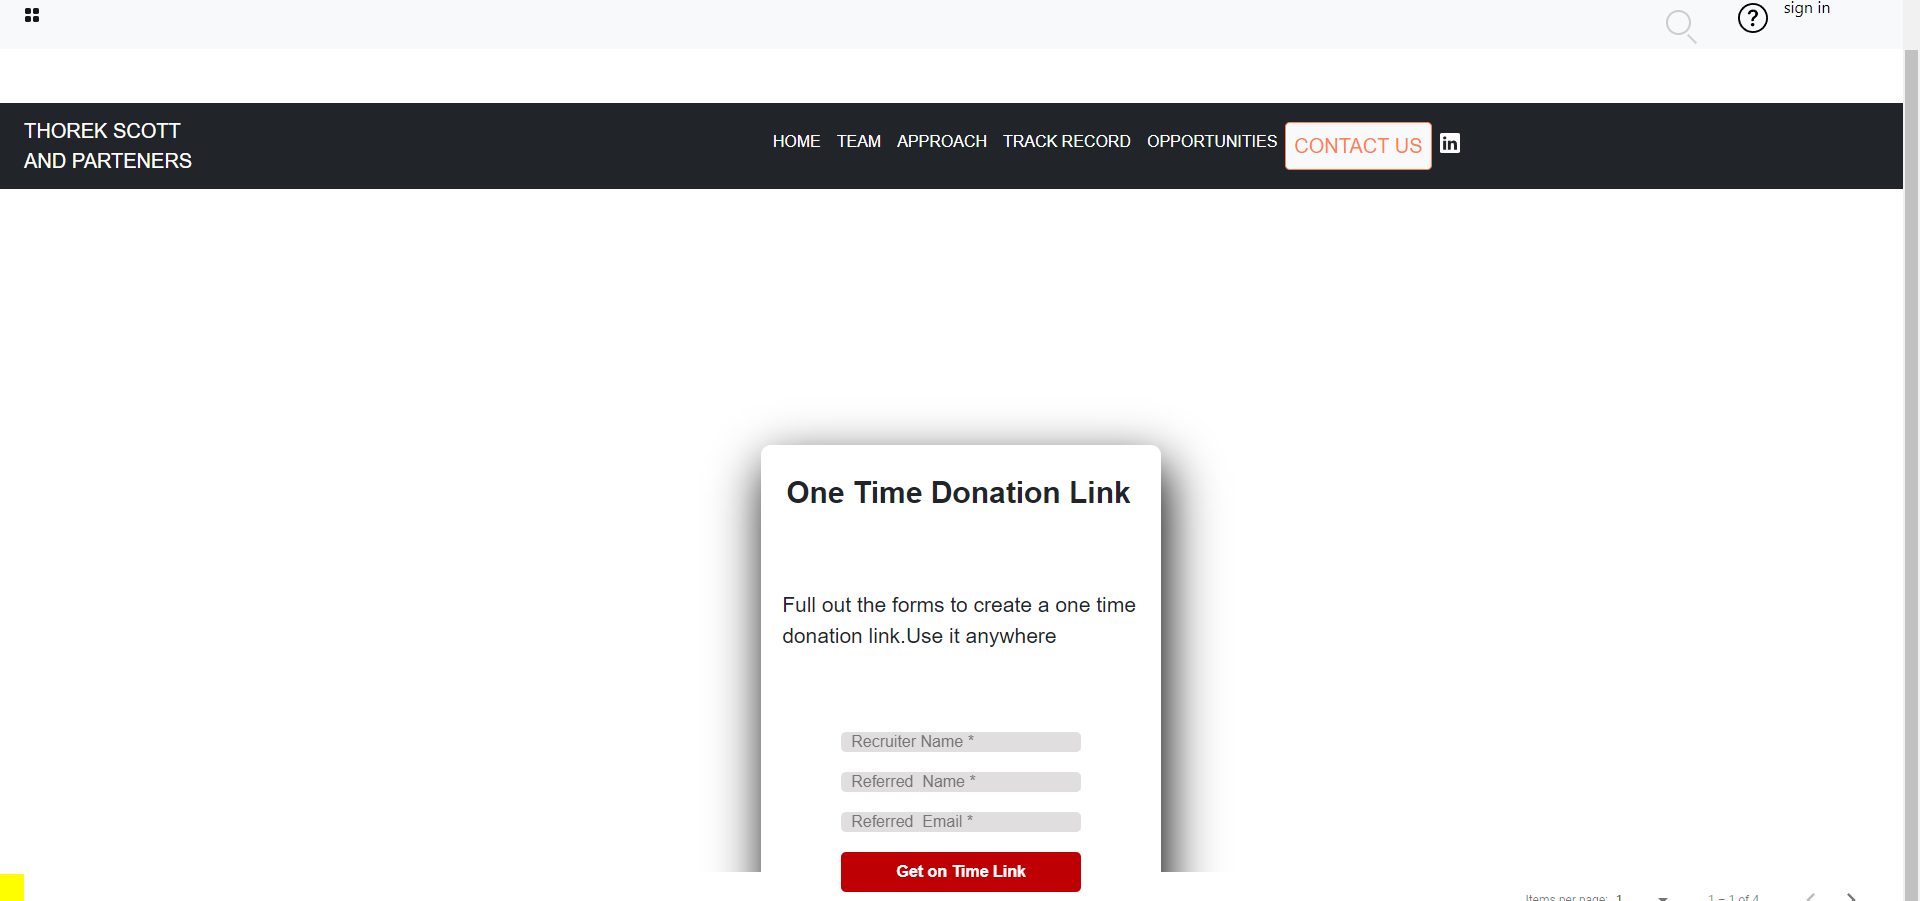 sign in
THOREK SCOTT
AND PARTENERS
HOME TEAM APPROACH TRACK RECORD OPPORTUNITIES CONTACT US in
One Time Donation Link
Full out the forms to create a one time
donation link.Use it anywhere
Recruiter Name *
Referred  Name *
Referred  Email *
Get on Time Link
Items per page: 1 1 – 1 of 4